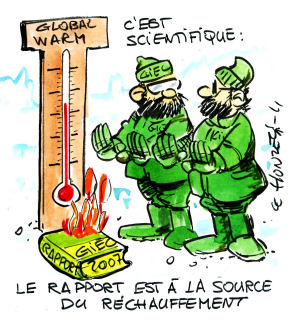 GLOBAL
WARM
C'EST
SCIENTIFIQUE :
GIEC
GIEC
GIEC
RAPPORT 2007
LE RAPPORT EST À LA SOURCE
DU RÉCHAUFFEMENT